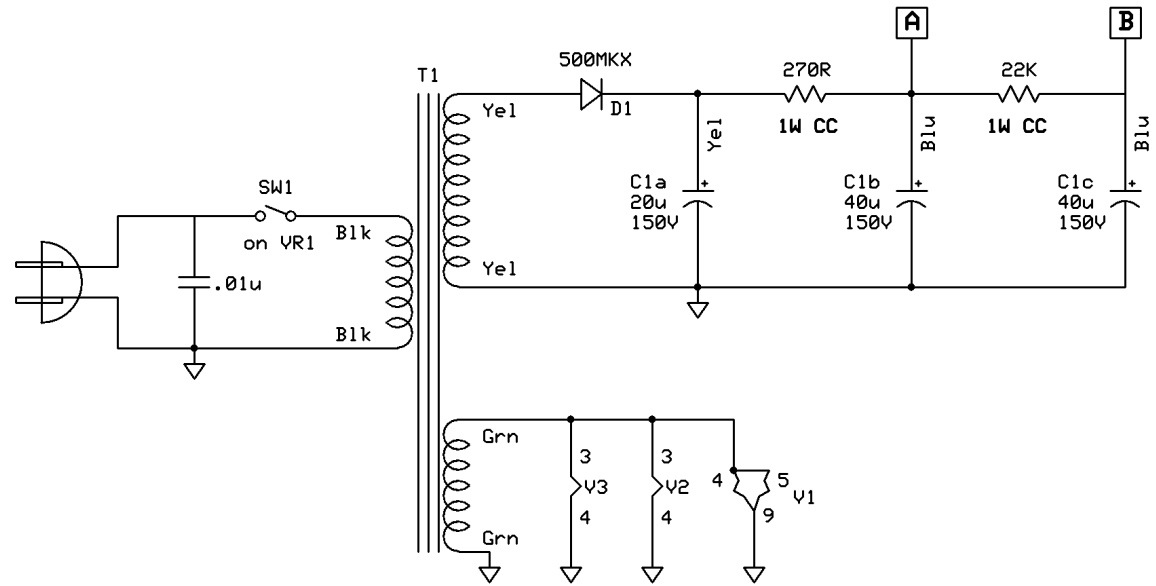 A
B
500MKX
T1
270R
22K
Yel
D1
1W CC
1W CC
Yel
Blu
Blu
C1a
20u
150V
C1b
40u
150V
C1c
40u
150V
SW1
on VR1
Blk
.01u
Yel
Blk
Grn
3
3
V3
V2
4
5
V1
4
4
9
Grn